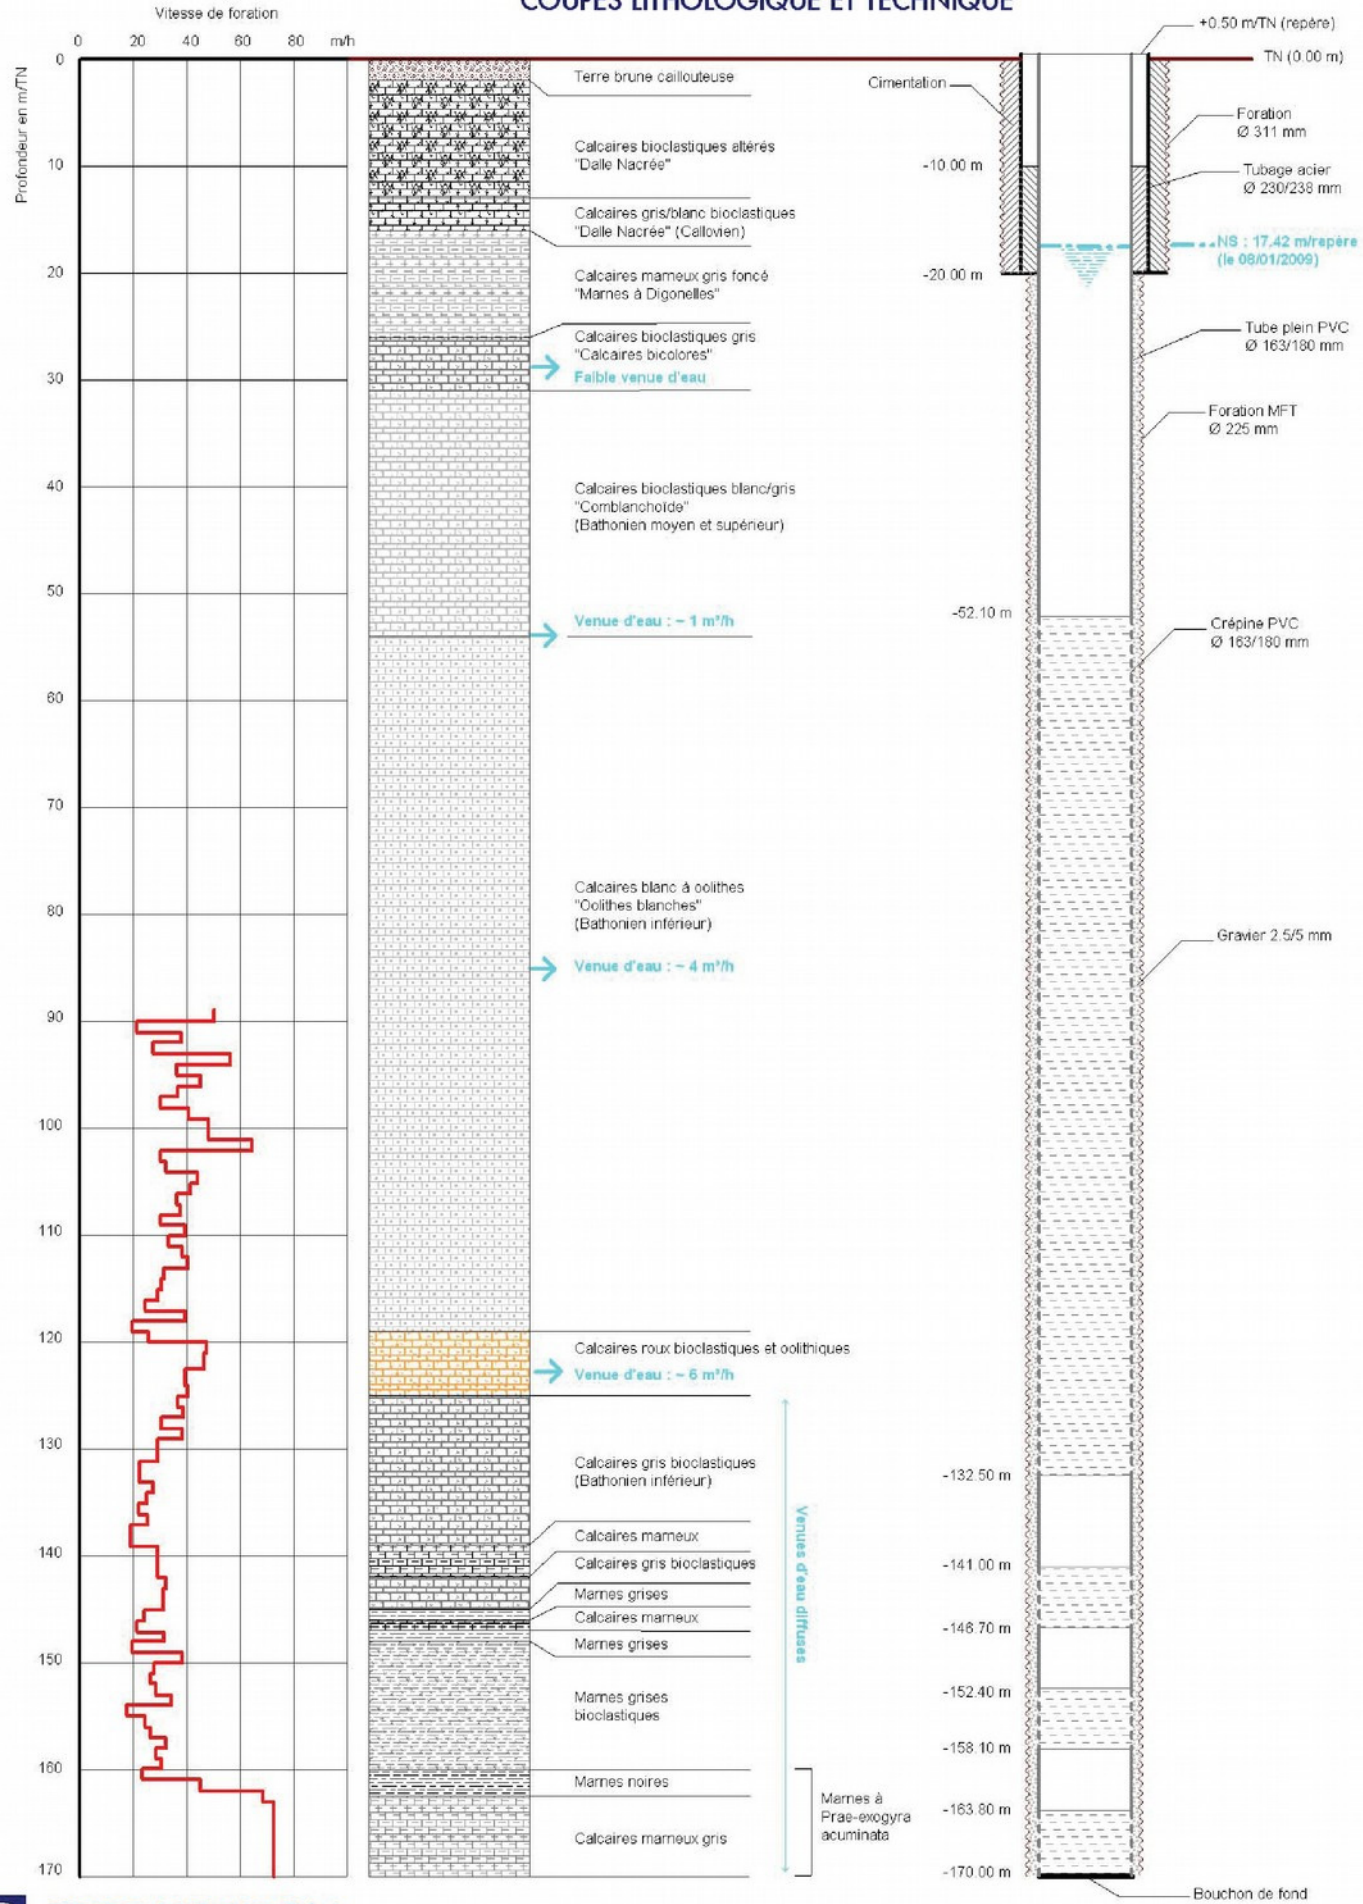 COUPES LITHOLOGIQUE ET TECHNIQUE
Vitesse de foration
0 20 40 60 80 m/h
Profondeur en m/TN
0
10
20
30
40
50
60
70
80
90
100
110
120
130
140
150
160
170
Terre brune caillouteuse
Calcaires bioclastiques altérés
"Dalle Nacrée"
Calcaires gris/blanc bioclastiques
"Dalle Nacrée" (Callovien)
Calcaires marneux gris foncé
"Marnes à Digonelles"
Calcaires bioclastiques gris
"Calcaires bicolores"
Faible venue d'eau
Calcaires bioclastiques blanc/gris
"Comblanchoïde"
(Bathonien moyen et supérieur)
Venue d'eau : ~ 1 m³/h
Calcaires blanc à oolithes
"Oolithes blanches"
(Bathonien inférieur)
Venue d'eau : ~ 4 m³/h
Calcaires roux bioclastiques et oolithiques
Venue d'eau : ~ 6 m³/h
Calcaires gris bioclastiques
(Bathonien inférieur)
Calcaires marneux
Calcaires gris bioclastiques
Marnes grises
Calcaires marneux
Marnes grises
Marnes grises
bioclastiques
Marnes noires
Calcaires marneux gris
Venues d'eau diffuses
Marnes à
Prae-exogyra
acuminata
+0.50 m/TN (repère)
TN (0.00 m)
Cimentation
Foration
Ø 311 mm
-10.00 m
Tubage acier
Ø 230/238 mm
NS : 17.42 m/repère
(le 08/01/2009)
-20.00 m
Tube plein PVC
Ø 163/180 mm
Foration MFT
Ø 225 mm
-52.10 m
Crépine PVC
Ø 163/180 mm
Gravier 2.5/5 mm
-132.50 m
-141.00 m
-146.70 m
-152.40 m
-158.10 m
-163.80 m
-170.00 m
Bouchon de fond